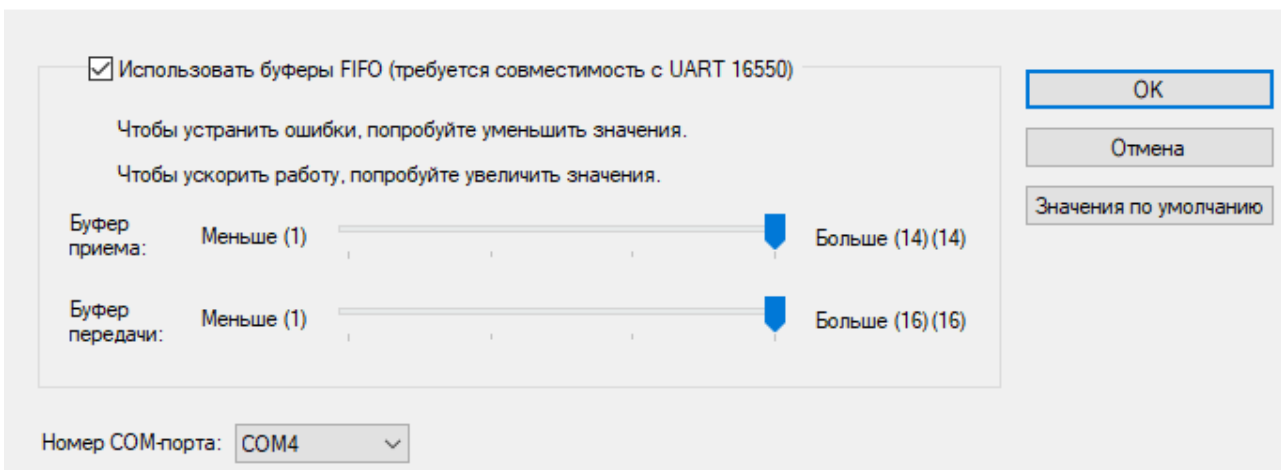 Использовать буферы FIFO (требуется совместимость с UART 16550)
Чтобы устранить ошибки, попробуйте уменьшить значения.
Чтобы ускорить работу, попробуйте увеличить значения.
Буфер приема: Меньше (1) Больше (14) (14)
Буфер передачи: Меньше (1) Больше (16) (16)
Номер COM-порта: COM4
OK
Отмена
Значения по умолчанию